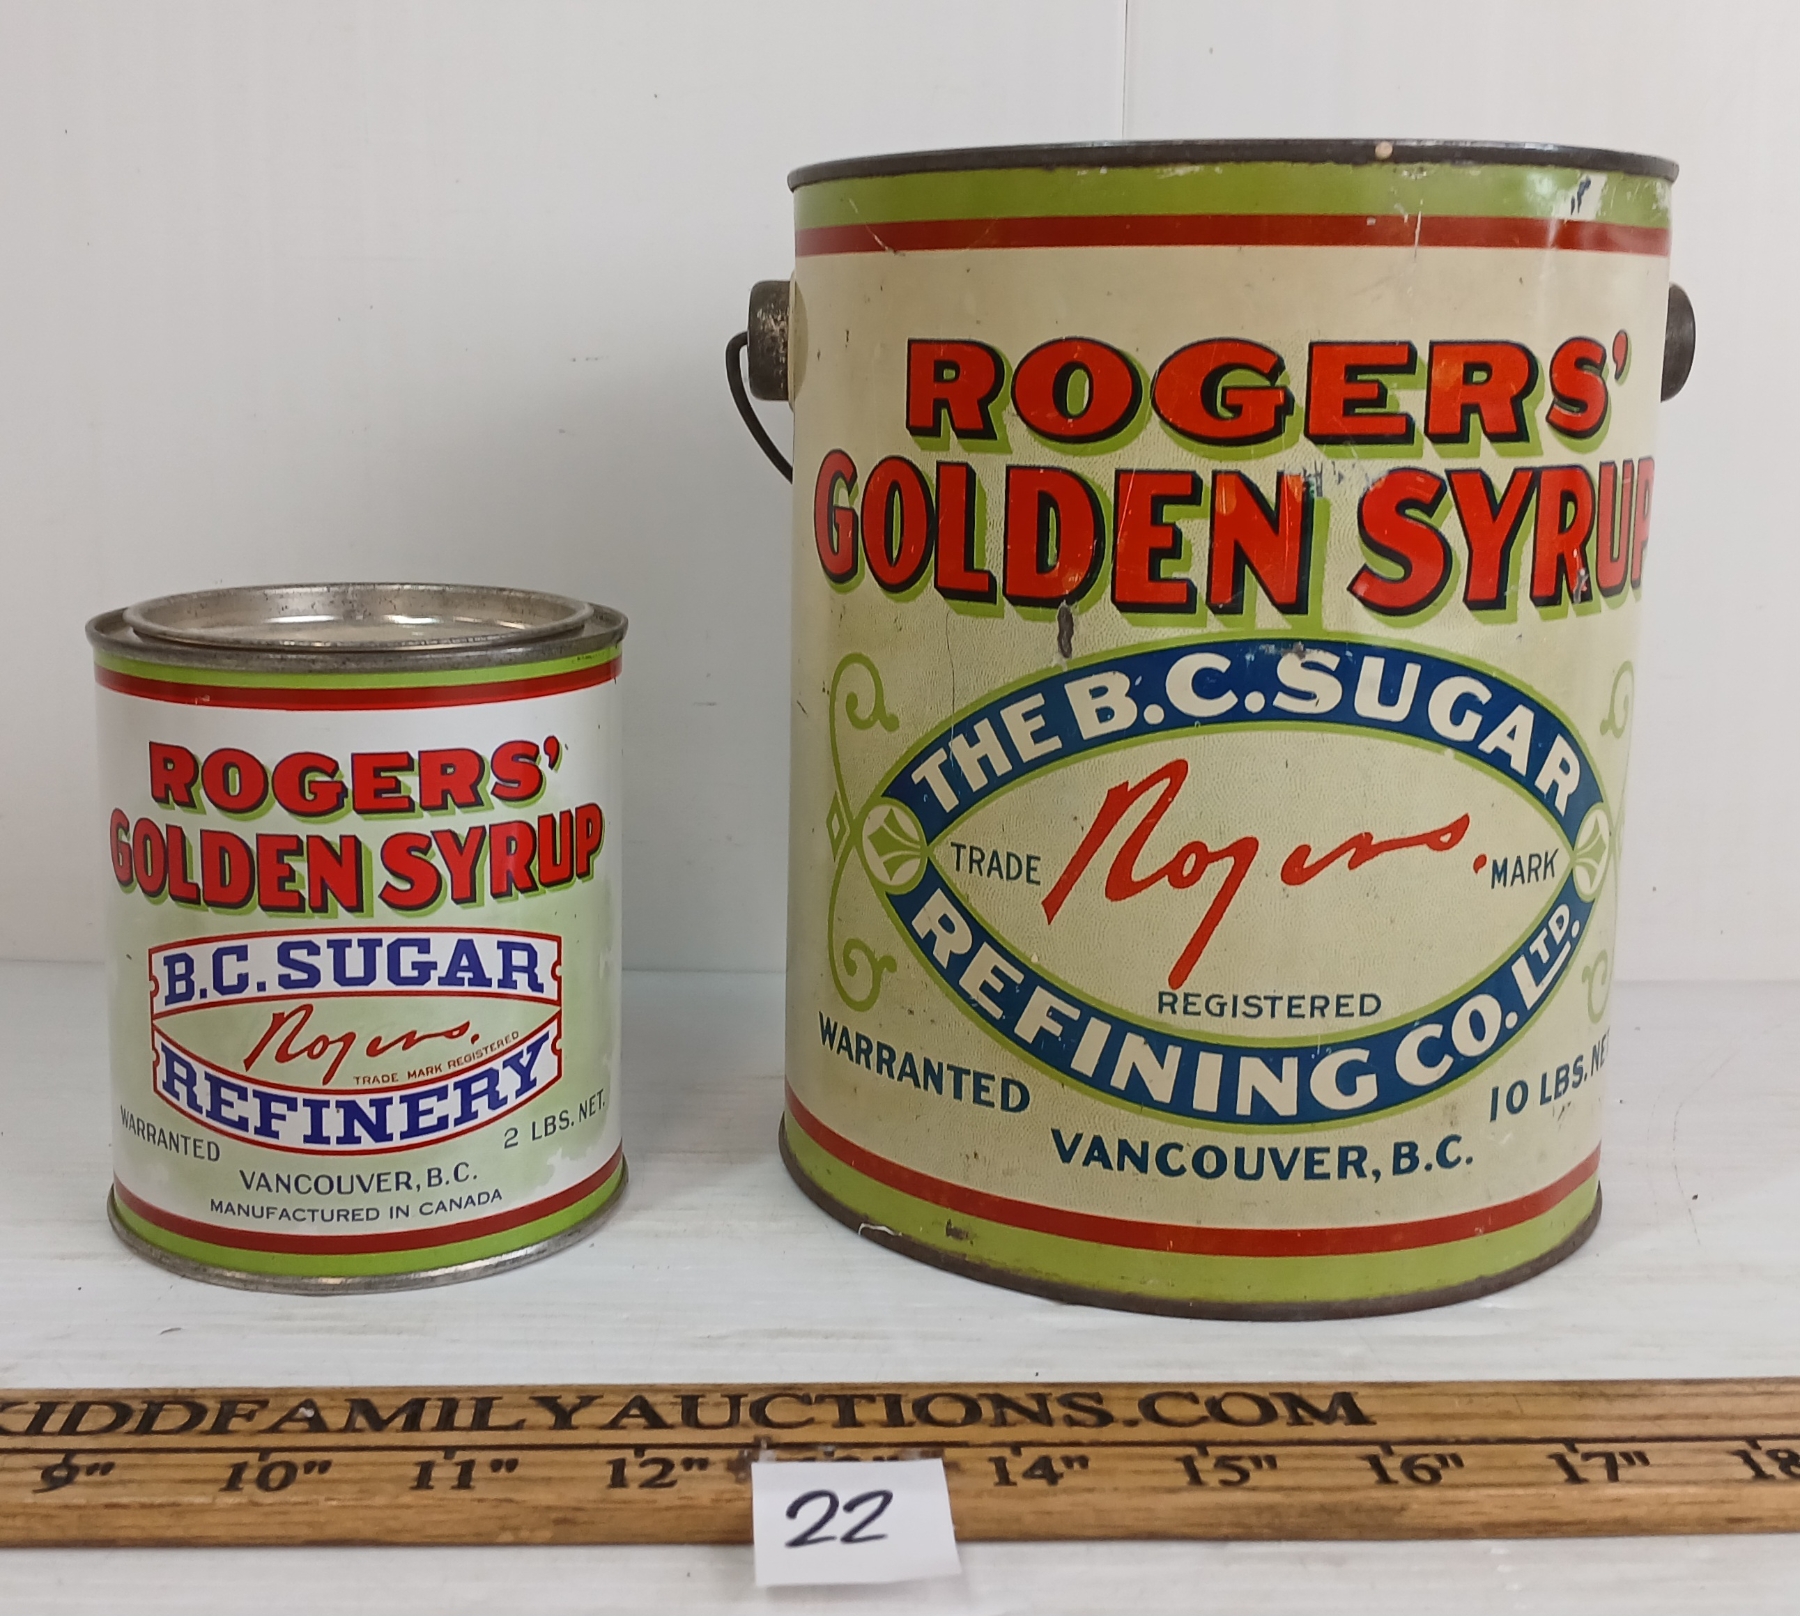 ROGERS'
GOLDEN SYRUP
B.C. SUGAR
Rogers.
TRADE MARK REGISTERED
REFINERY
WARRANTED
2 LBS. NET.
VANCOUVER, B.C.
MANUFACTURED IN CANADA
ROGERS'
GOLDEN SYRUP
THE B.C. SUGAR
TRADE Rogers. MARK
REGISTERED
REFINING CO. LTD.
WARRANTED
10 LBS. NE
VANCOUVER, B.C.
KIDDFAMILYAUCTIONS.COM
9" 10" 11" 12" 14" 15" 16" 17" 18
22